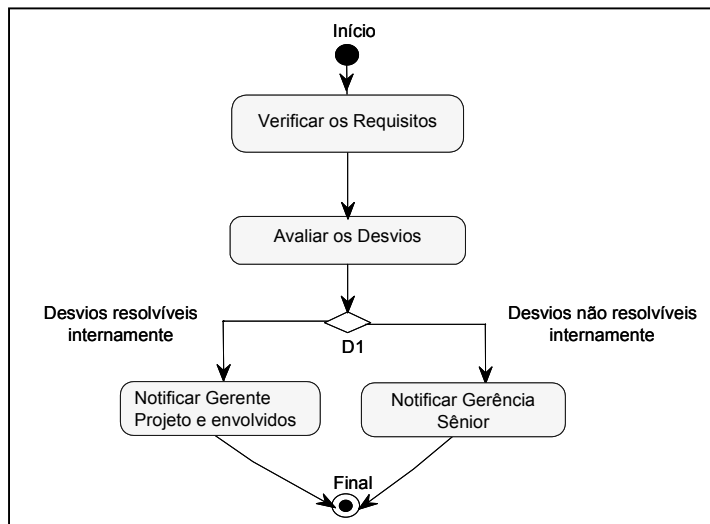 Início
Verificar os Requisitos
Avaliar os Desvios
Desvios resolvíveis
internamente
Desvios não resolvíveis
internamente
D1
Notificar Gerente
Projeto e envolvidos
Notificar Gerência
Sênior
Final